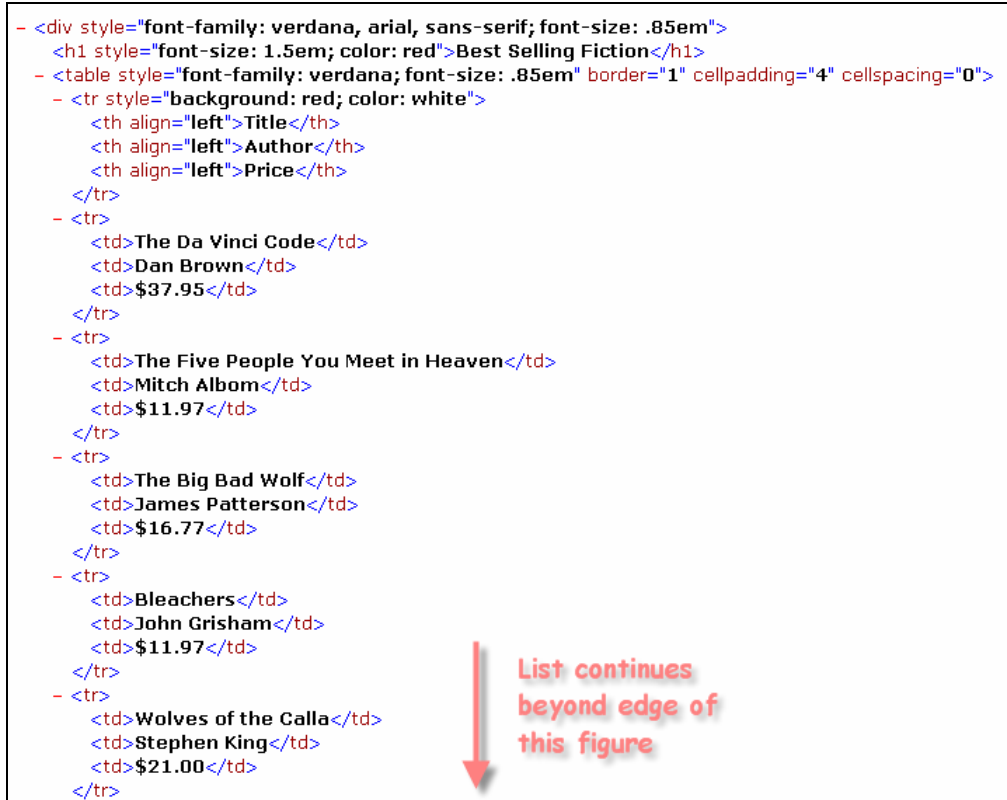 - <div style="font-family: verdana, arial, sans-serif; font-size: .85em">
<h1 style="font-size: 1.5em; color: red">Best Selling Fiction</h1>
- <table style="font-family: verdana; font-size: .85em" border="1" cellpadding="4" cellspacing="0">
- <tr style="background: red; color: white">
<th align="left">Title</th>
<th align="left">Author</th>
<th align="left">Price</th>
</tr>
- <tr>
<td>The Da Vinci Code</td>
<td>Dan Brown</td>
<td>$37.95</td>
</tr>
- <tr>
<td>The Five People You Meet in Heaven</td>
<td>Mitch Albom</td>
<td>$11.97</td>
</tr>
- <tr>
<td>The Big Bad Wolf</td>
<td>James Patterson</td>
<td>$16.77</td>
</tr>
- <tr>
<td>Bleachers</td>
<td>John Grisham</td>
<td>$11.97</td>
</tr>
- <tr>
<td>Wolves of the Calla</td>
<td>Stephen King</td>
<td>$21.00</td>
</tr>
List continues
beyond edge of
this figure